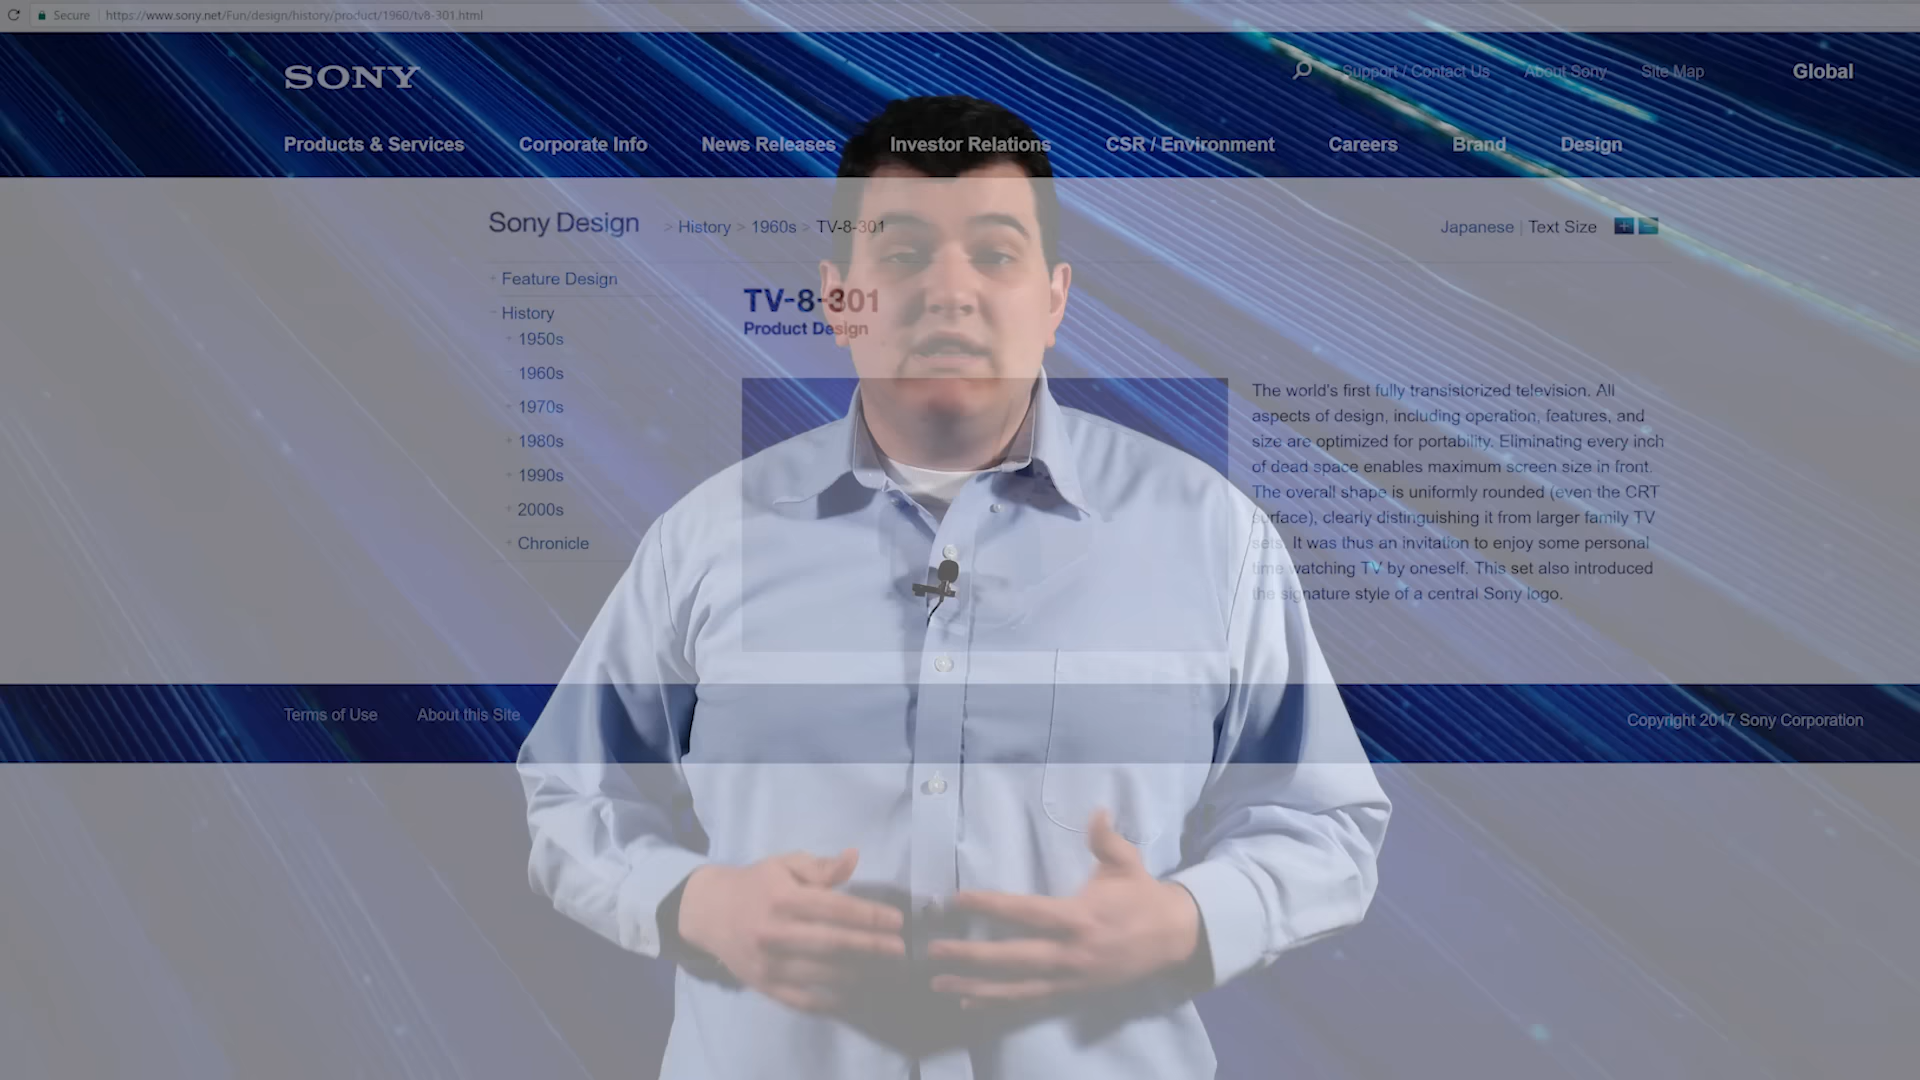 Secure https://www.sony.net/Fun/design/history/product/1960/tv8-301.html
SONY
Support / Contact Us About Sony Site Map Global
Products & Services Corporate Info News Releases Investor Relations CSR / Environment Careers Brand Design
Sony Design > History > 1960s > TV-8-301 Japanese | Text Size + -
+ Feature Design
- History
+ 1950s
1960s
+ 1970s
+ 1980s
+ 1990s
+ 2000s
+ Chronicle
TV-8-301
Product Design
The world's first fully transistorized television. All
aspects of design, including operation, features, and
size are optimized for portability. Eliminating every inch
of dead space enables maximum screen size in front.
The overall shape is uniformly rounded (even the CRT
surface), clearly distinguishing it from larger family TV
sets. It was thus an invitation to enjoy some personal
time watching TV by oneself. This set also introduced
the signature style of a central Sony logo.
Terms of Use About this Site
Copyright 2017 Sony Corporation